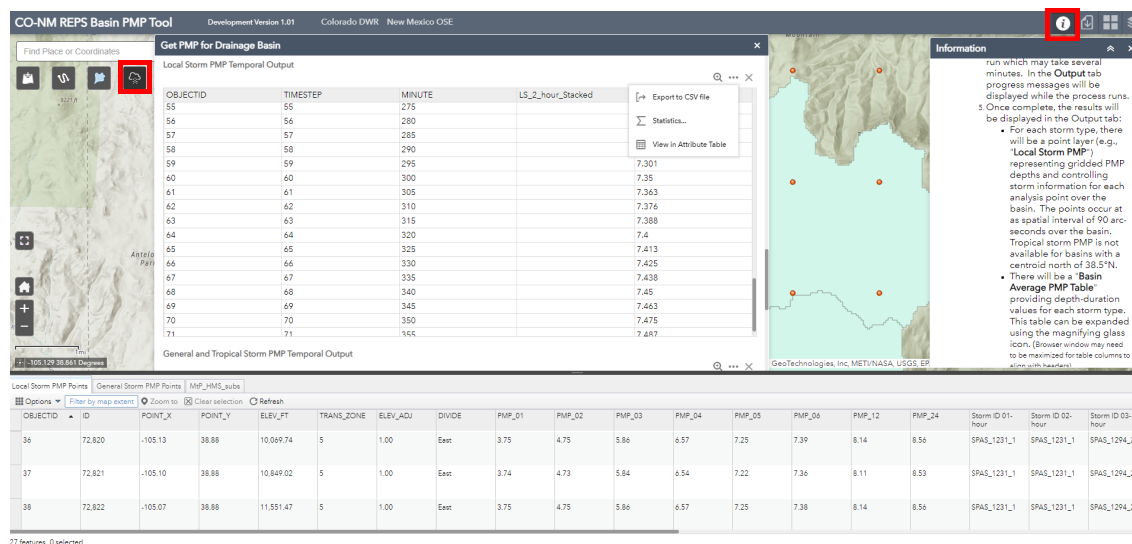 CO-NM REPS Basin PMP Tool Development Version 1.01 Colorado DWR New Mexico OSE
Find Place or Coordinates
Get PMP for Drainage Basin ×
Local Storm PMP Temporal Output
OBJECTID TIMESTEP MINUTE LS_2_hour_Stacked
55 55 275
56 56 280
57 57 285
58 58 290
59 59 295 7.301
60 60 300 7.35
61 61 305 7.363
62 62 310 7.376
63 63 315 7.388
64 64 320 7.4
65 65 325 7.413
66 66 330 7.425
67 67 335 7.438
68 68 340 7.45
69 69 345 7.463
70 70 350 7.475
71 71 355 7.487
General and Tropical Storm PMP Temporal Output
Export to CSV file
Statistics...
View in Attribute Table
Mountain
Antelo
Par
1mi
-105.129 38.861 Degrees
GeoTechnologies, Inc, METI/NASA, USGS, EP
Information
run which may take several
minutes. In the Output tab
progress messages will be
displayed while the process runs.
5. Once complete, the results will
be displayed in the Output tab:
• For each storm type, there
will be a point layer (e.g.,
"Local Storm PMP")
representing gridded PMP
depths and controlling
storm information for each
analysis point over the
basin. The points occur at
as spatial interval of 90 arc-
seconds over the basin.
Tropical storm PMP is not
available for basins with a
centroid north of 38.5°N.
• There will be a "Basin
Average PMP Table"
providing depth-duration
values for each storm type.
This table can be expanded
using the magnifying glass
icon. (Browser window may need
to be maximized for table columns to
align with headers)
Local Storm PMP Points General Storm PMP Points MtP_HMS_subs
Options Filter by map extent Zoom to Clear selection Refresh
OBJECTID ID POINT_X POINT_Y ELEV_FT TRANS_ZONE ELEV_ADJ DIVIDE PMP_01 PMP_02 PMP_03 PMP_04 PMP_05 PMP_06 PMP_12 PMP_24 Storm ID 01-hour Storm ID 02-hour Storm ID 03-hour
36 72,820 -105.13 38.88 10,069.74 5 1.00 East 3.75 4.75 5.86 6.57 7.25 7.39 8.14 8.56 SPAS_1231_1 SPAS_1231_1 SPAS_1294_2
37 72,821 -105.10 38.88 10,849.02 5 1.00 East 3.74 4.73 5.84 6.54 7.22 7.36 8.11 8.53 SPAS_1231_1 SPAS_1231_1 SPAS_1294_2
38 72,822 -105.07 38.88 11,551.47 5 1.00 East 3.75 4.75 5.86 6.57 7.25 7.38 8.14 8.56 SPAS_1231_1 SPAS_1231_1 SPAS_1294_2
27 features, 0 selected